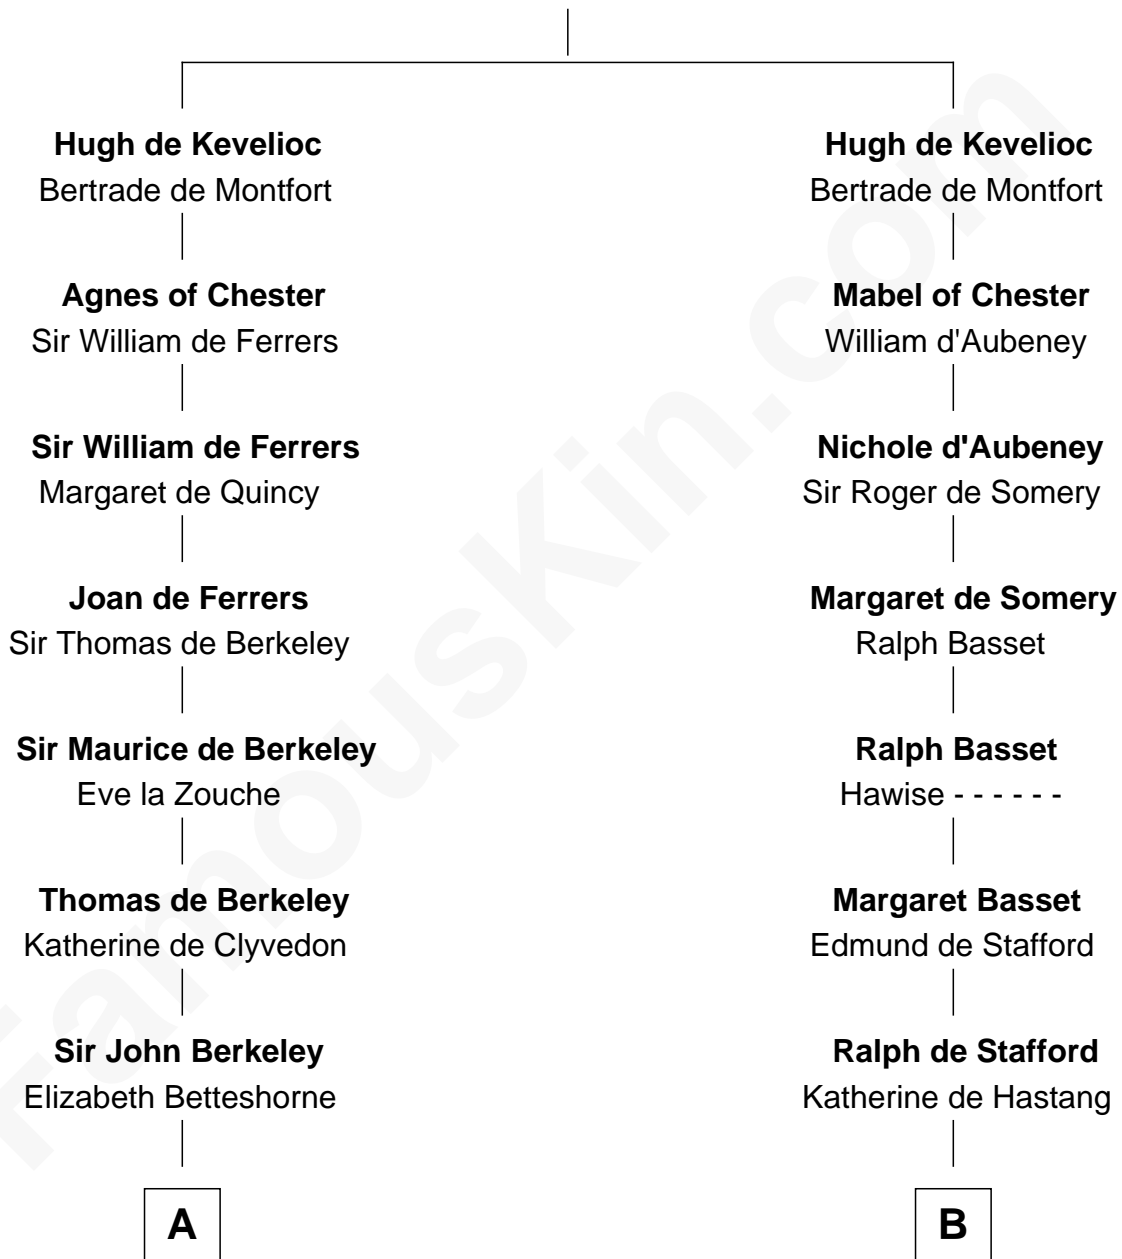 Hugh de Kevelioc
Bertrade de Montfort
Agnes of Chester
Sir William de Ferrers
Sir William de Ferrers
Margaret de Quincy
Joan de Ferrers
Sir Thomas de Berkeley
Sir Maurice de Berkeley
Eve la Zouche
Thomas de Berkeley
Katherine de Clyvedon
Sir John Berkeley
Elizabeth Betteshorne
A
Hugh de Kevelioc
Bertrade de Montfort
Mabel of Chester
William d'Aubeney
Nichole d'Aubeney
Sir Roger de Somery
Margaret de Somery
Ralph Basset
Ralph Basset
Hawise - - - - - -
Margaret Basset
Edmund de Stafford
Ralph de Stafford
Katherine de Hastang
B
FamousKin.com